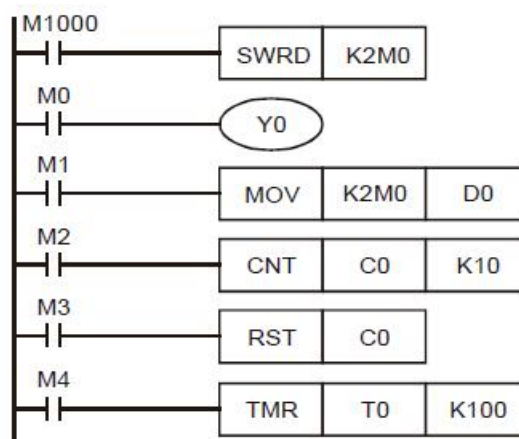 M1000
SWRD K2M0
M0
Y0
M1
MOV K2M0 D0
M2
CNT C0 K10
M3
RST C0
M4
TMR T0 K100